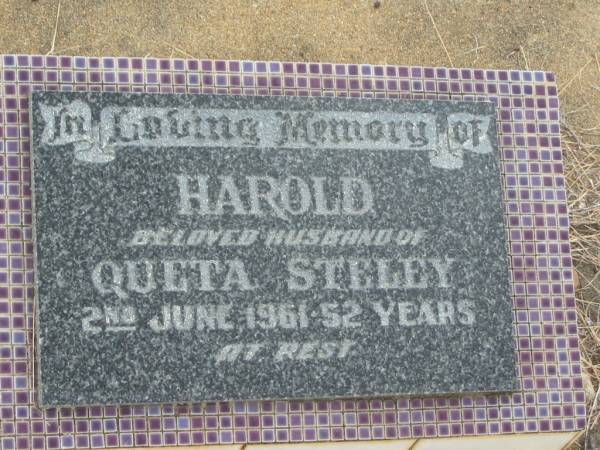 In Loving Memory of
HAROLD
BELOVED HUSBAND OF
QUETA STELEY
2ND JUNE 1961-52 YEARS
AT REST